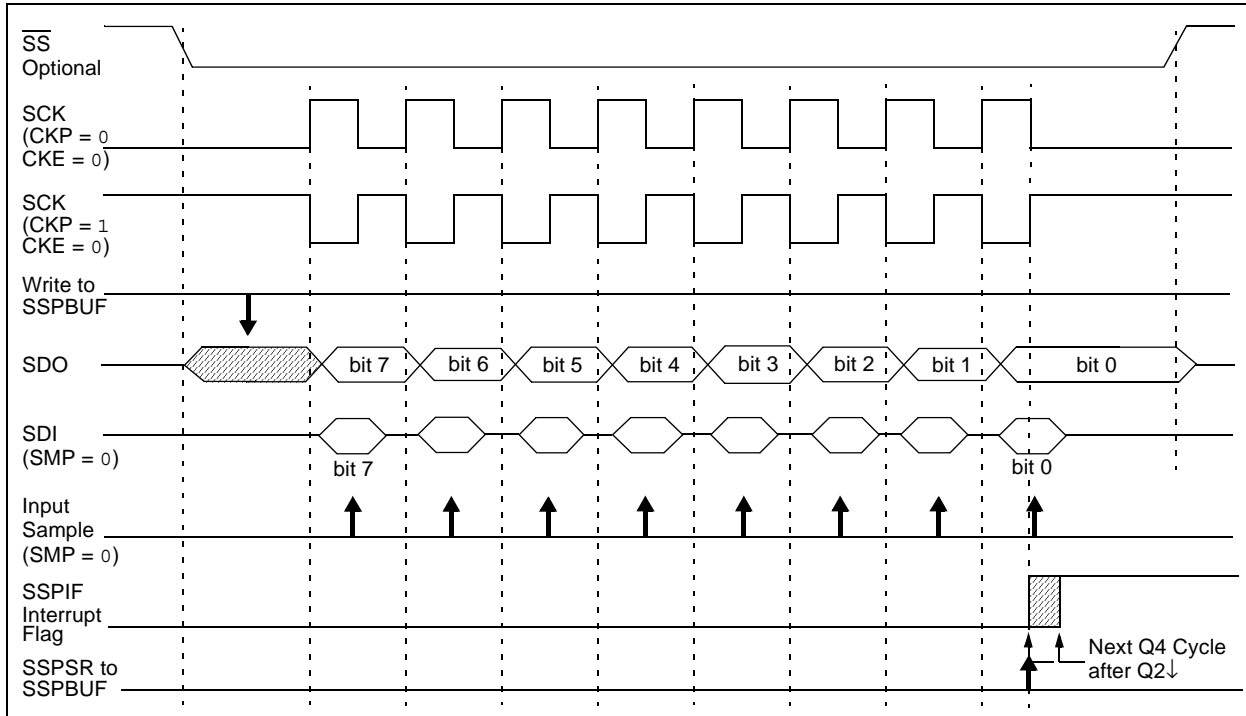 SS
Optional
SCK
(CKP = 0
CKE = 0)
SCK
(CKP = 1
CKE = 0)
Write to
SSPBUF
SDO
bit 7
bit 6
bit 5
bit 4
bit 3
bit 2
bit 1
bit 0
SDI
(SMP = 0)
bit 7
bit 0
Input
Sample
(SMP = 0)
SSPIF
Interrupt
Flag
Next Q4 Cycle
after Q2↓
SSPSR to
SSPBUF